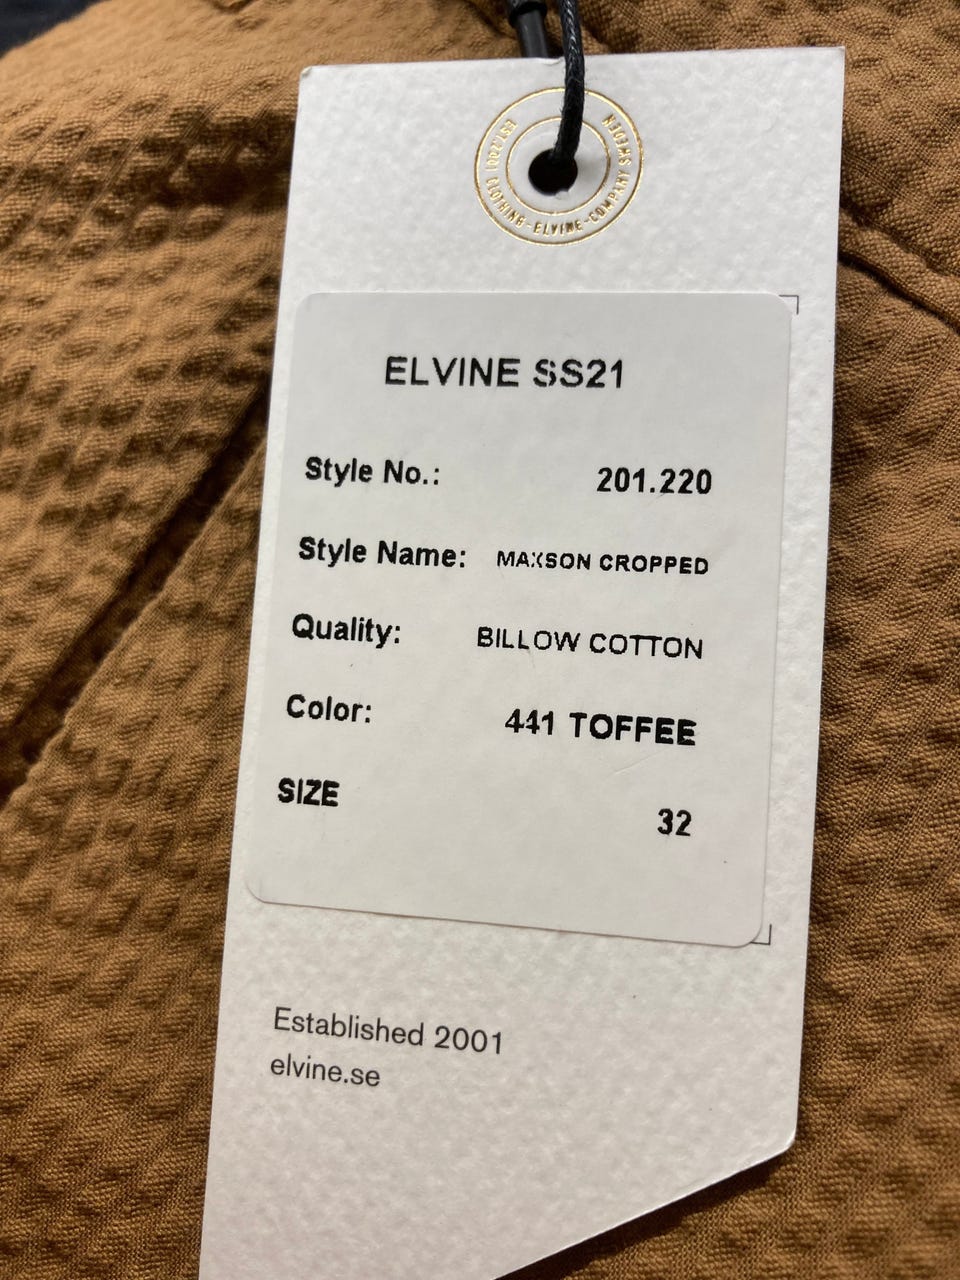 EST.2001 CLOTHING-ELVINE-COMPANY SWEDEN
ELVINE SS21
Style No.: 201.220
Style Name: MAXSON CROPPED
Quality: BILLOW COTTON
Color: 441 TOFFEE
SIZE 32
Established 2001
elvine.se